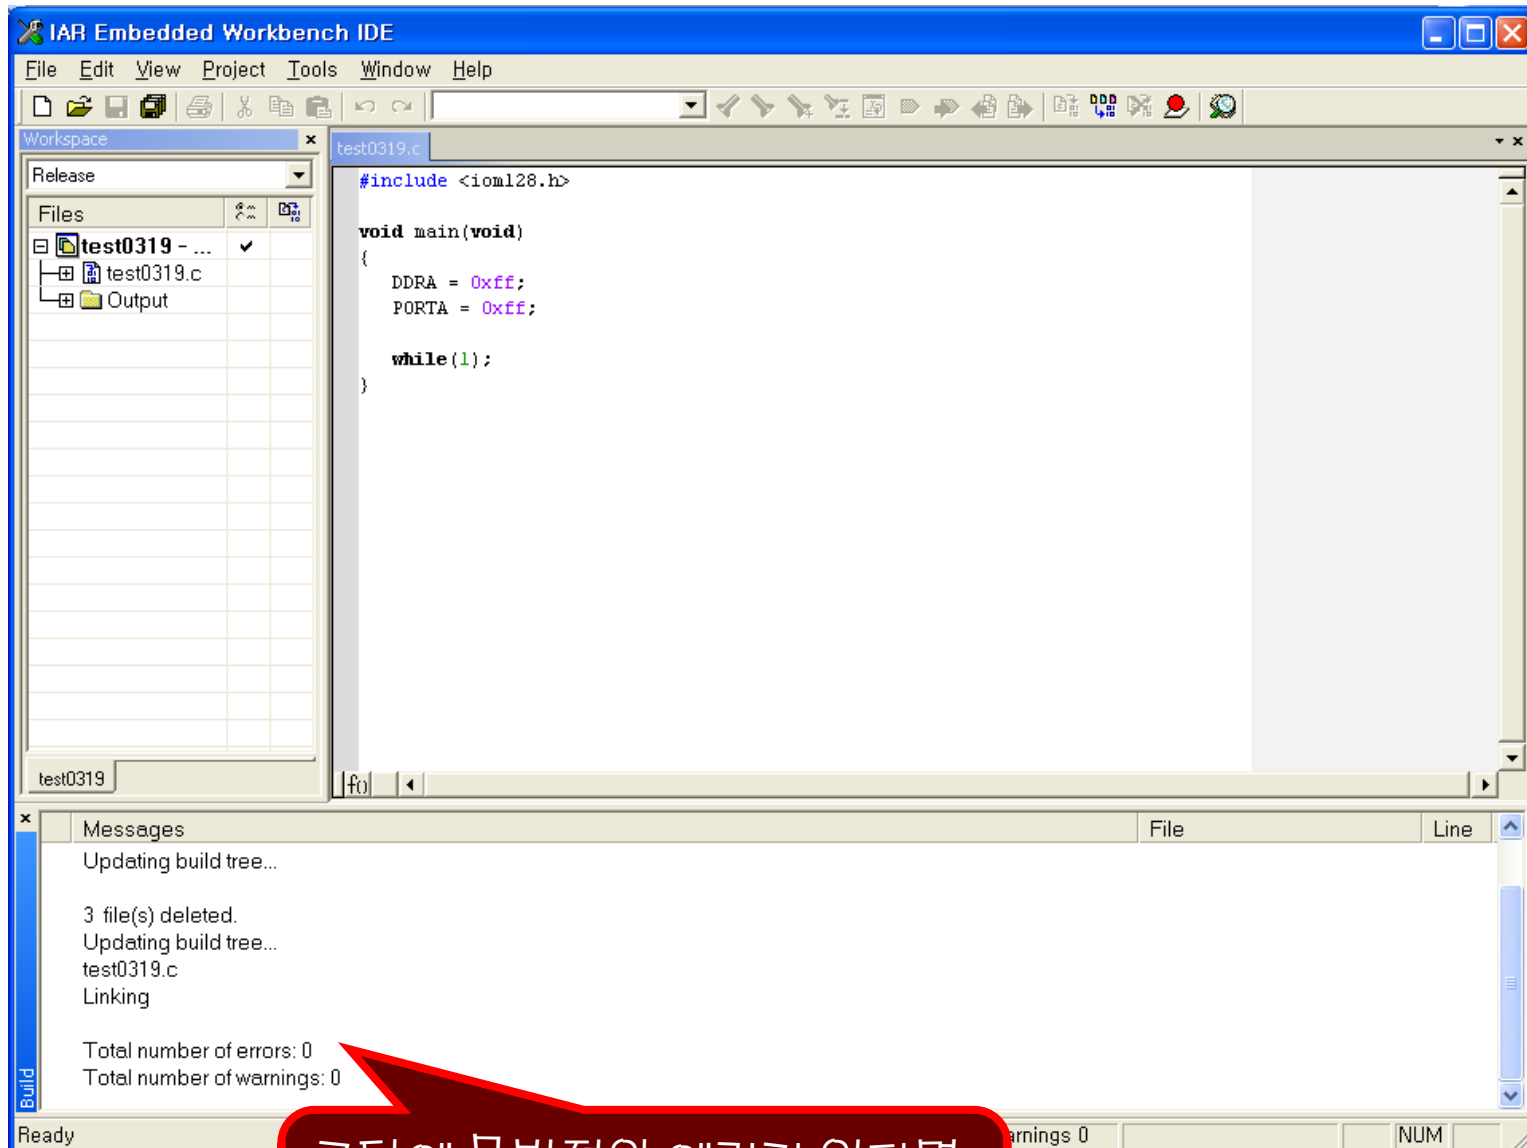 IAR Embedded Workbench IDE
File Edit View Project Tools Window Help
Workspace
test0319.c
Release
Files
test0319 - ...
test0319.c
Output
test0319
#include <iom128.h>
void main(void)
{
DDRA = 0xff;
PORTA = 0xff;
while(1);
}
f()
Messages File Line
Updating build tree...
3 file(s) deleted.
Updating build tree...
test0319.c
Linking
Total number of errors: 0
Total number of warnings: 0
Build
Ready
arnings 0
NUM